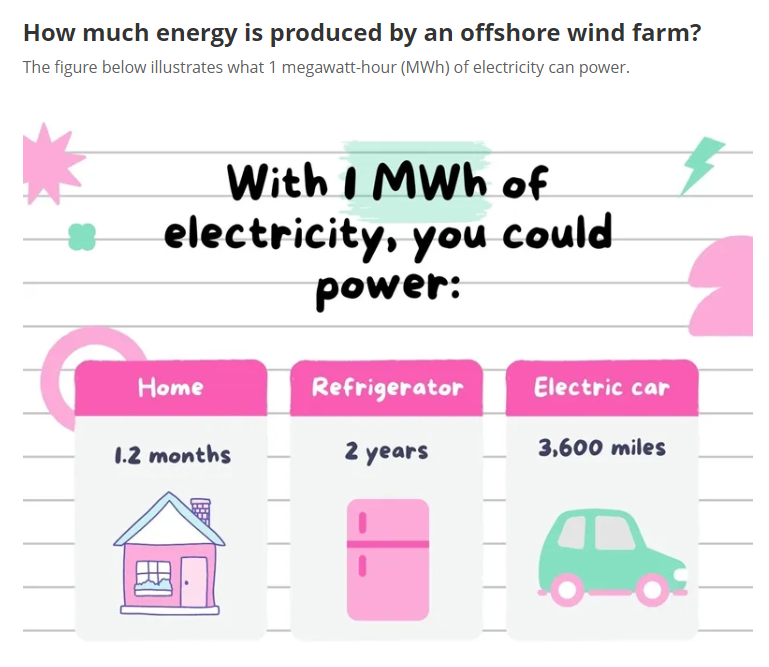 How much energy is produced by an offshore wind farm?
The figure below illustrates what 1 megawatt-hour (MWh) of electricity can power.
With 1 MWh of
electricity, you could
power:
Home
1.2 months
Refrigerator
2 years
Electric car
3,600 miles